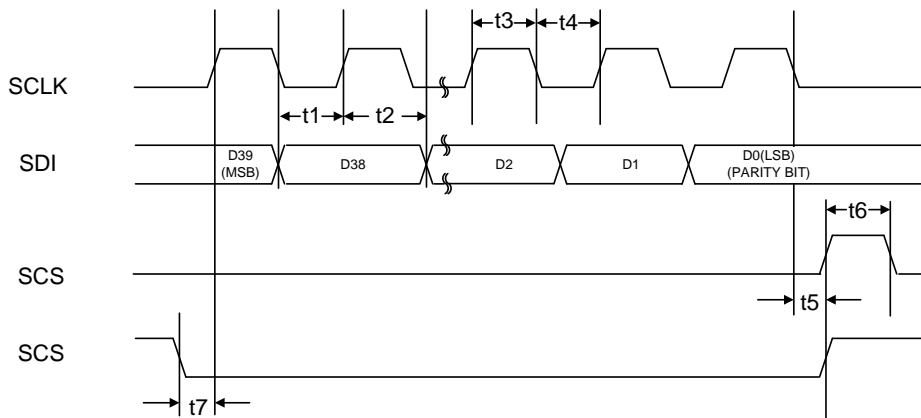 t3 t4
SCLK
t1 t2
SDI
D39
(MSB)
D38
D2
D1
D0(LSB)
(PARITY BIT)
t6
SCS
t5
SCS
t7